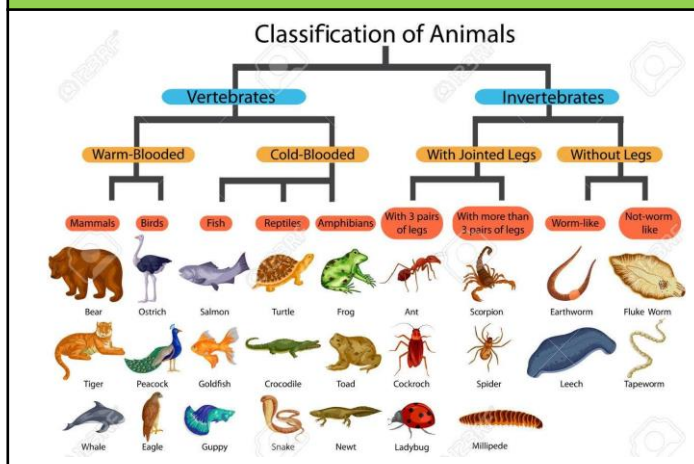 Classification of Animals
Vertebrates
Invertebrates
Warm-Blooded
Cold-Blooded
With Jointed Legs
Without Legs
Mammals
Birds
Fish
Reptiles
Amphibians
With 3 pairs
of legs
With more than
3 pairs of legs
Worm-like
Not-worm
like
Bear
Ostrich
Salmon
Turtle
Frog
Ant
Scorpion
Earthworm
Fluke Worm
Tiger
Peacock
Goldfish
Crocodile
Toad
Cockroch
Spider
Leech
Tapeworm
Whale
Eagle
Guppy
Snake
Newt
Ladybug
Millipede